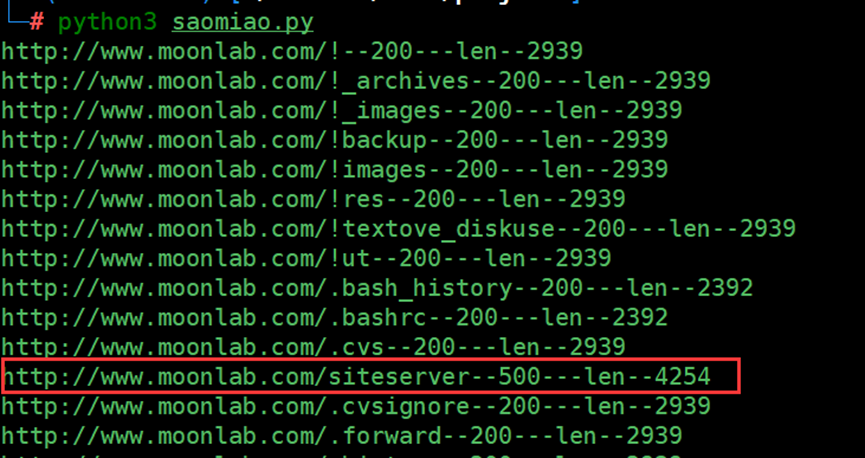 # python3 saomiao.py
http://www.moonlab.com/!--200---len--2939
http://www.moonlab.com/!_archives--200---len--2939
http://www.moonlab.com/!_images--200---len--2939
http://www.moonlab.com/!backup--200---len--2939
http://www.moonlab.com/!images--200---len--2939
http://www.moonlab.com/!res--200---len--2939
http://www.moonlab.com/!textove_diskuse--200---len--2939
http://www.moonlab.com/!ut--200---len--2939
http://www.moonlab.com/.bash_history--200---len--2392
http://www.moonlab.com/.bashrc--200---len--2392
http://www.moonlab.com/.cvs--200---len--2939
http://www.moonlab.com/siteserver--500---len--4254
http://www.moonlab.com/.cvsignore--200---len--2939
http://www.moonlab.com/.forward--200---len--2939